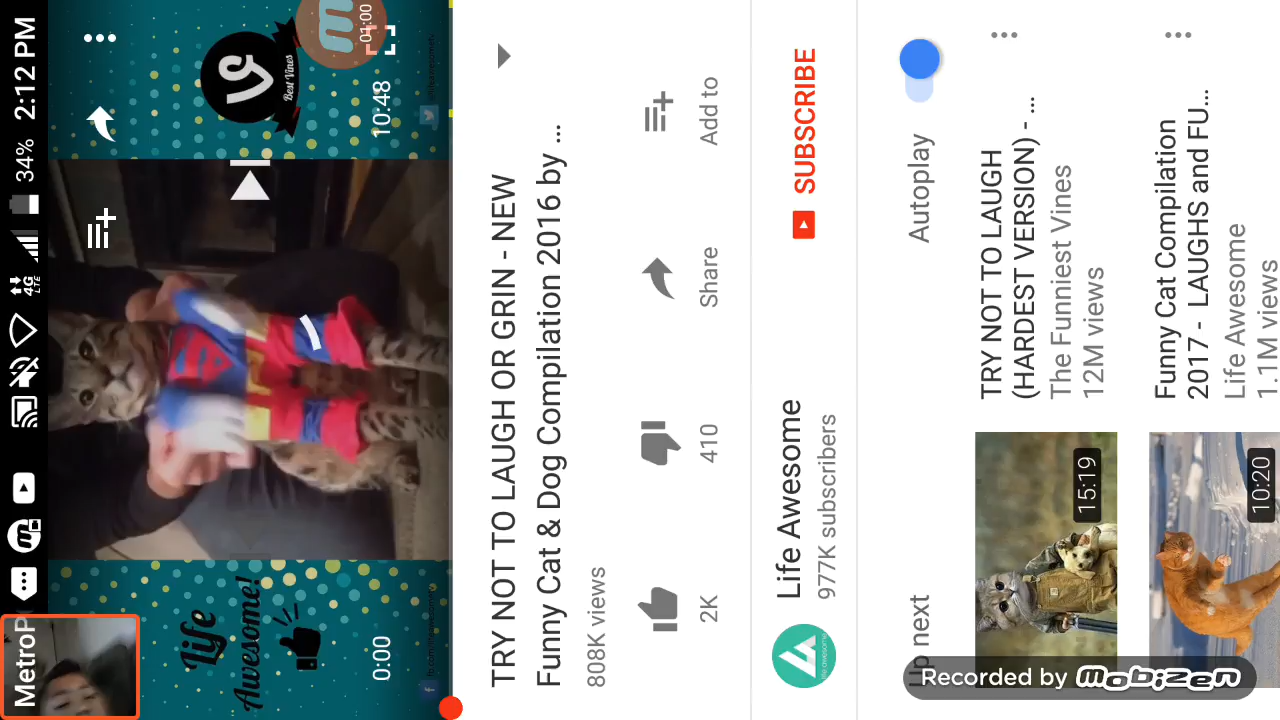 MetroP
4G
LTE
34%
2:12 PM
Life
Awesome!
Best Vines
01:00
0:00
10:48
TRY NOT TO LAUGH OR GRIN - NEW
Funny Cat & Dog Compilation 2016 by ...
808K views
2K
410
Share
Add to
Life Awesome
977K subscribers
SUBSCRIBE
Up next
Autoplay
15:19
TRY NOT TO LAUGH
(HARDEST VERSION) - ...
The Funniest Vines
12M views
10:20
Funny Cat Compilation
2017 - LAUGHS and FU...
Life Awesome
1.1M views
Recorded by mobizen